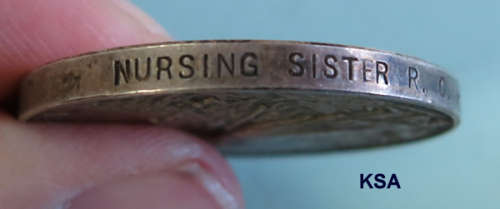 NURSING SISTER R. O.
KSA